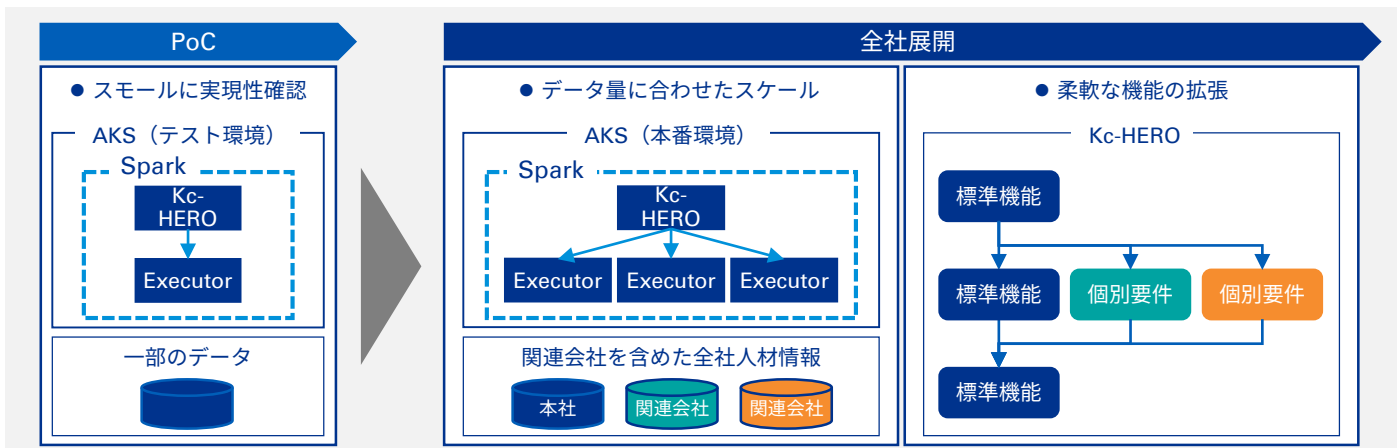 PoC
● スモールに実現性確認
AKS（テスト環境）
Spark
Kc-
HERO
Executor
一部のデータ
全社展開
● データ量に合わせたスケール
AKS（本番環境）
Spark
Kc-
HERO
Executor
Executor
Executor
関連会社を含めた全社人材情報
本社
関連会社
関連会社
● 柔軟な機能の拡張
Kc-HERO
標準機能
標準機能
個別要件
個別要件
標準機能